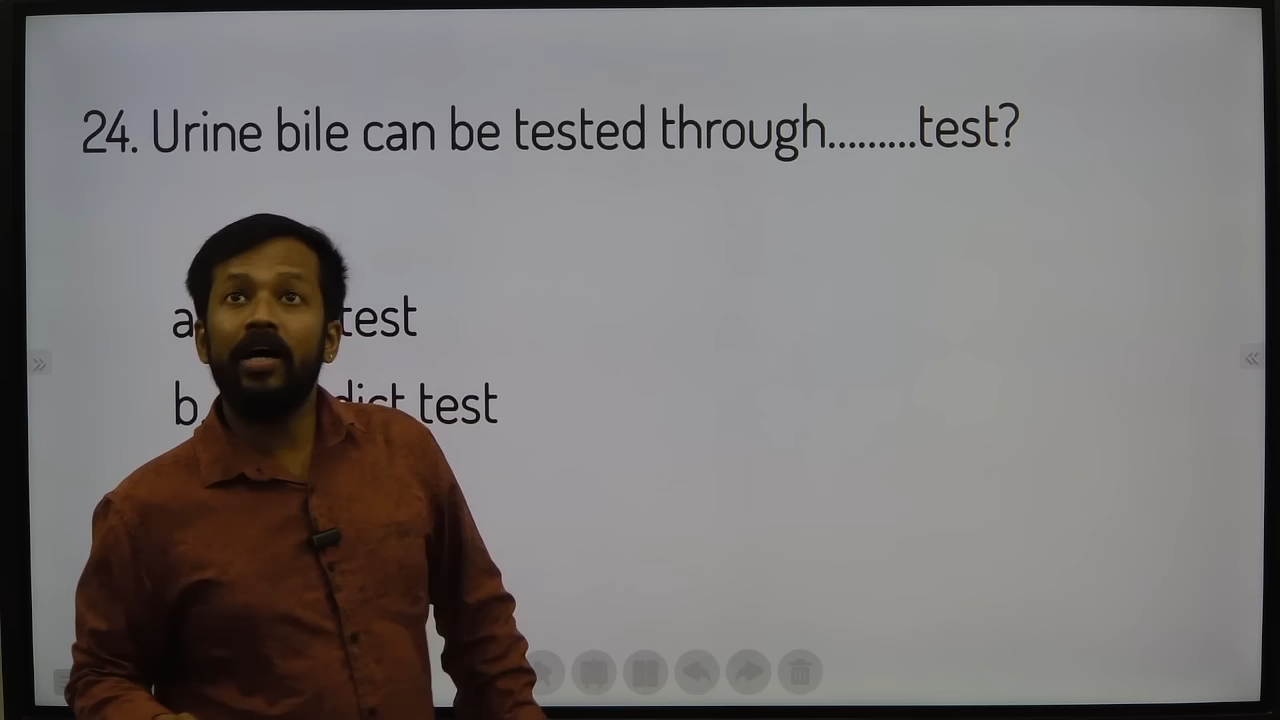 24. Urine bile can be tested through.........test?
a test
b. test